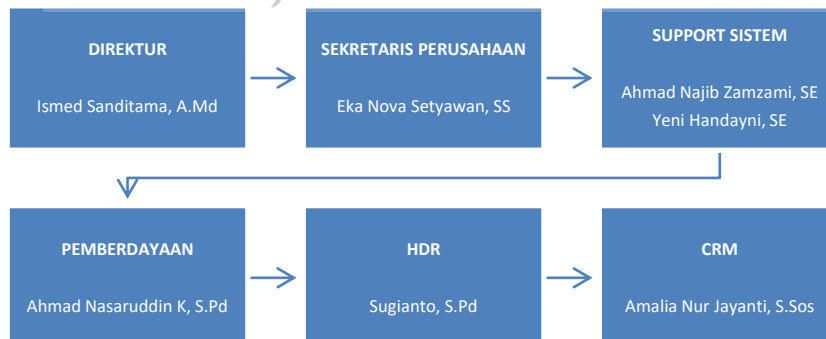 DIREKTUR
Ismed Sanditama, A.Md
SEKRETARIS PERUSAHAAN
Eka Nova Setyawan, SS
SUPPORT SISTEM
Ahmad Najib Zamzami, SE
Yeni Handayni, SE
PEMBERDAYAAN
Ahmad Nasaruddin K, S.Pd
HDR
Sugianto, S.Pd
CRM
Amalia Nur Jayanti, S.Sos